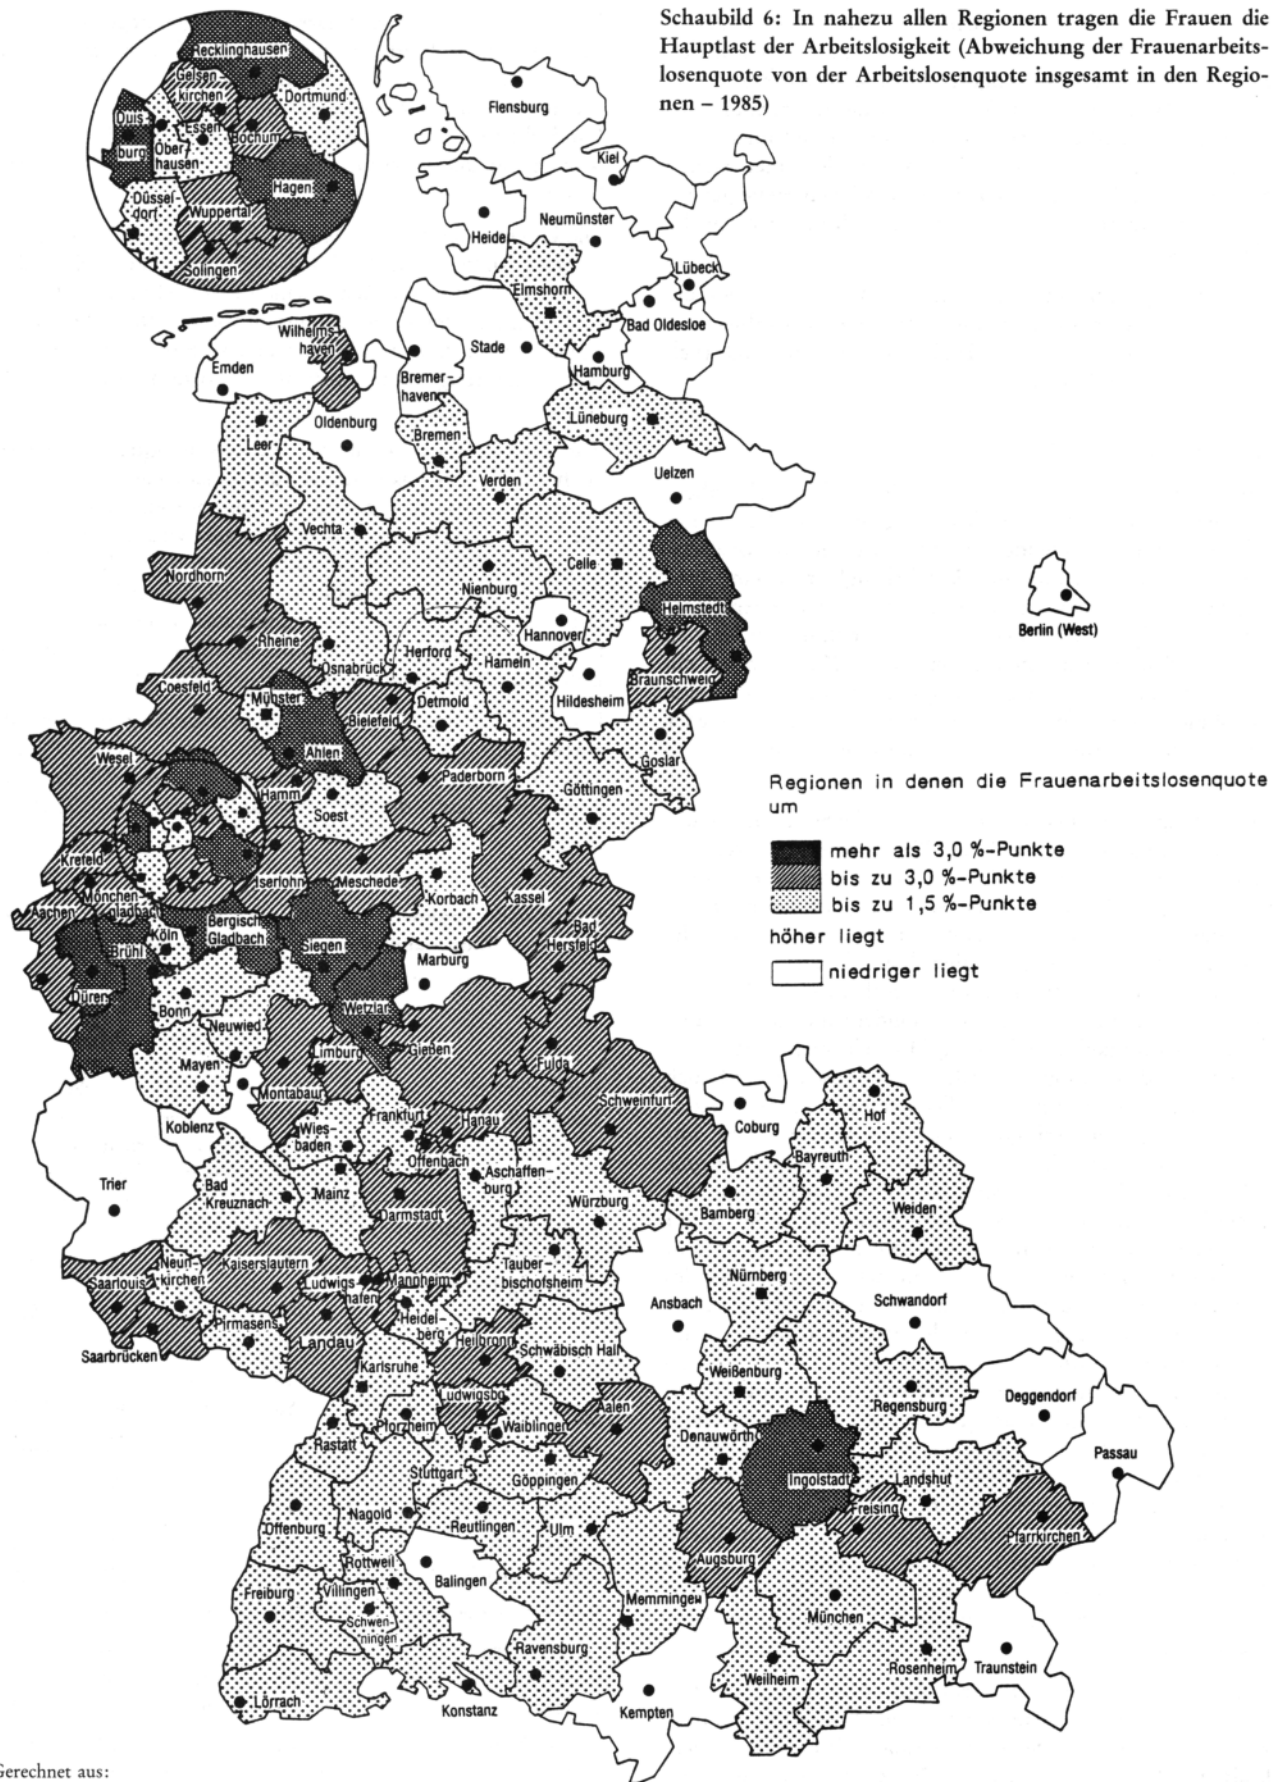 Schaubild 6: In nahezu allen Regionen tragen die Frauen die
Hauptlast der Arbeitslosigkeit (Abweichung der Frauenarbeits-
losenquote von der Arbeitslosenquote insgesamt in den Regio-
nen – 1985)
Recklinghausen
Gelsen-
kirchen
Dortmund
Duis
burg
Essen
Bochum
Ober-
hausen
Hagen
Düssel-
dorf
Wuppertal
Solingen
Flensburg
Kiel
Heide
Neumünster
Lübeck
Elmshorn
Bad Oldesloe
Wilhelms-
haven
Emden
Stade
Hamburg
Bremer-
haven
Oldenburg
Lüneburg
Leer
Bremen
Uelzen
Verden
Vechta
Celle
Nordhorn
Nienburg
Helmstedt
Berlin (West)
Hannover
Rheine
Herford
Osnabrück
Hameln
Braunschweig
Coesfeld
Münster
Bielefeld
Detmold
Hildesheim
Ahlen
Goslar
Wesel
Paderborn
Göttingen
Hamm
Soest
Regionen in denen die Frauenarbeitslosenquote
um
mehr als 3,0 %-Punkte
bis zu 3,0 %-Punkte
bis zu 1,5 %-Punkte
höher liegt
niedriger liegt
Krefeld
Iserlohn
Meschede
Korbach
Kassel
Mönchen-
gladbach
Aachen
Bergisch
Gladbach
Köln
Brühl
Siegen
Bad
Hersfeld
Marburg
Düren
Bonn
Wetzlar
Neuwied
Limburg
Gießen
Mayen
Fulda
Montabaur
Schweinfurt
Koblenz
Wies-
baden
Frankfurt
Hanau
Coburg
Hof
Offenbach
Bayreuth
Trier
Bad
Kreuznach
Mainz
Aschaffen-
burg
Würzburg
Darmstadt
Bamberg
Weiden
Saarlouis
Neun-
kirchen
Kaiserslautern
Ludwigs
hafen
Mannheim
Tauber-
bischofsheim
Nürnberg
Ansbach
Schwandorf
Pirmasens
Landau
Heidel-
berg
Heilbronn
Schwäbisch Hall
Saarbrücken
Karlsruhe
Weißenburg
Regensburg
Deggendorf
Ludwigsbg
Pforzheim
Waiblingen
Aalen
Rastatt
Denauwörth
Passau
Stuttgart
Göppingen
Ingolstadt
Landshut
Nagold
Offenburg
Reutlingen
Ulm
Freising
Pfarrkirchen
Augsburg
Rottweil
Balingen
Freiburg
Villingen-
Schwen-
ningen
Memmingen
München
Ravensburg
Weilheim
Rosenheim
Traunstein
Lörrach
Konstanz
Kempten
Gerechnet aus: